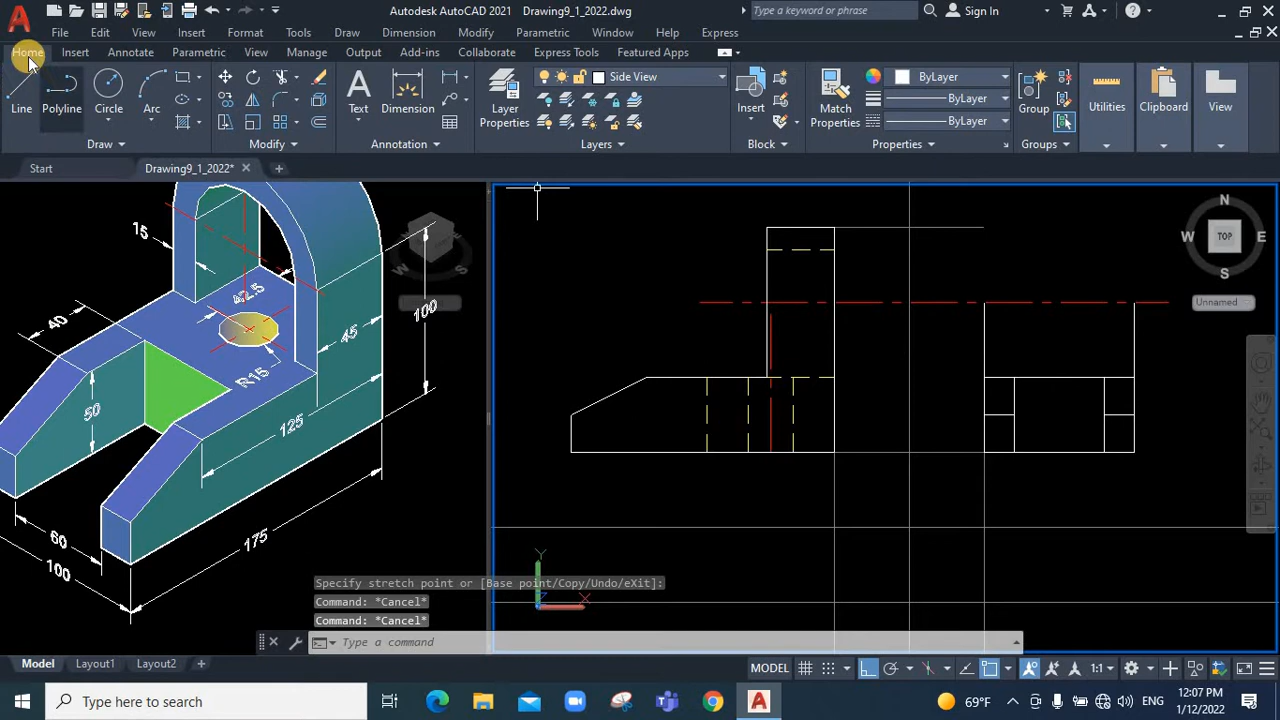 Autodesk AutoCAD 2021 Drawing9_1_2022.dwg
Type a keyword or phrase
Sign In
File Edit View Insert Format Tools Draw Dimension Modify Parametric Window Help Express
Home Insert Annotate Parametric View Manage Output Add-ins Collaborate Express Tools Featured Apps
Side View
ByLayer
ByLayer
ByLayer
Line Polyline Circle Arc
Text Dimension
Layer Properties
Insert
Match Properties
Group
Utilities
Clipboard
View
Draw Modify Annotation Layers Block Properties Groups
Start Drawing9_1_2022*
15
40
42.5
100
45
R15
50
125
60
100
175
N
W TOP E
S
Unnamed
W
S
Y
X
Z
Specify stretch point or [Base point/Copy/Undo/eXit]:
Command: *Cancel*
Command: *Cancel*
Type a command
Model Layout1 Layout2
MODEL
1:1
Type here to search
69°F
ENG
12:07 PM
1/12/2022